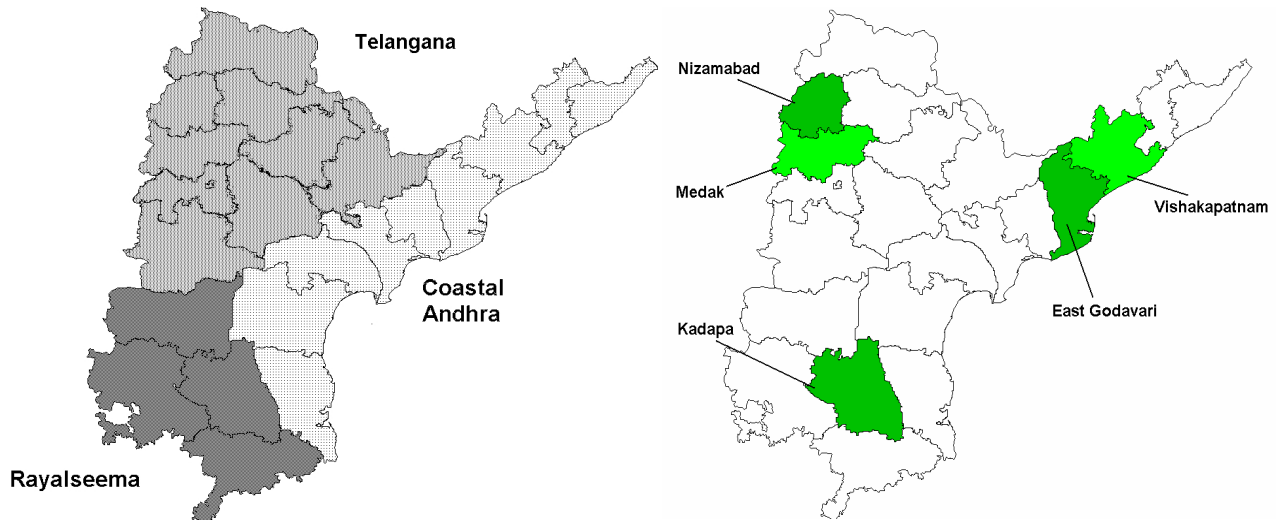 Telangana
Coastal
Andhra
Rayalseema
Nizamabad
Medak
Vishakapatnam
East Godavari
Kadapa